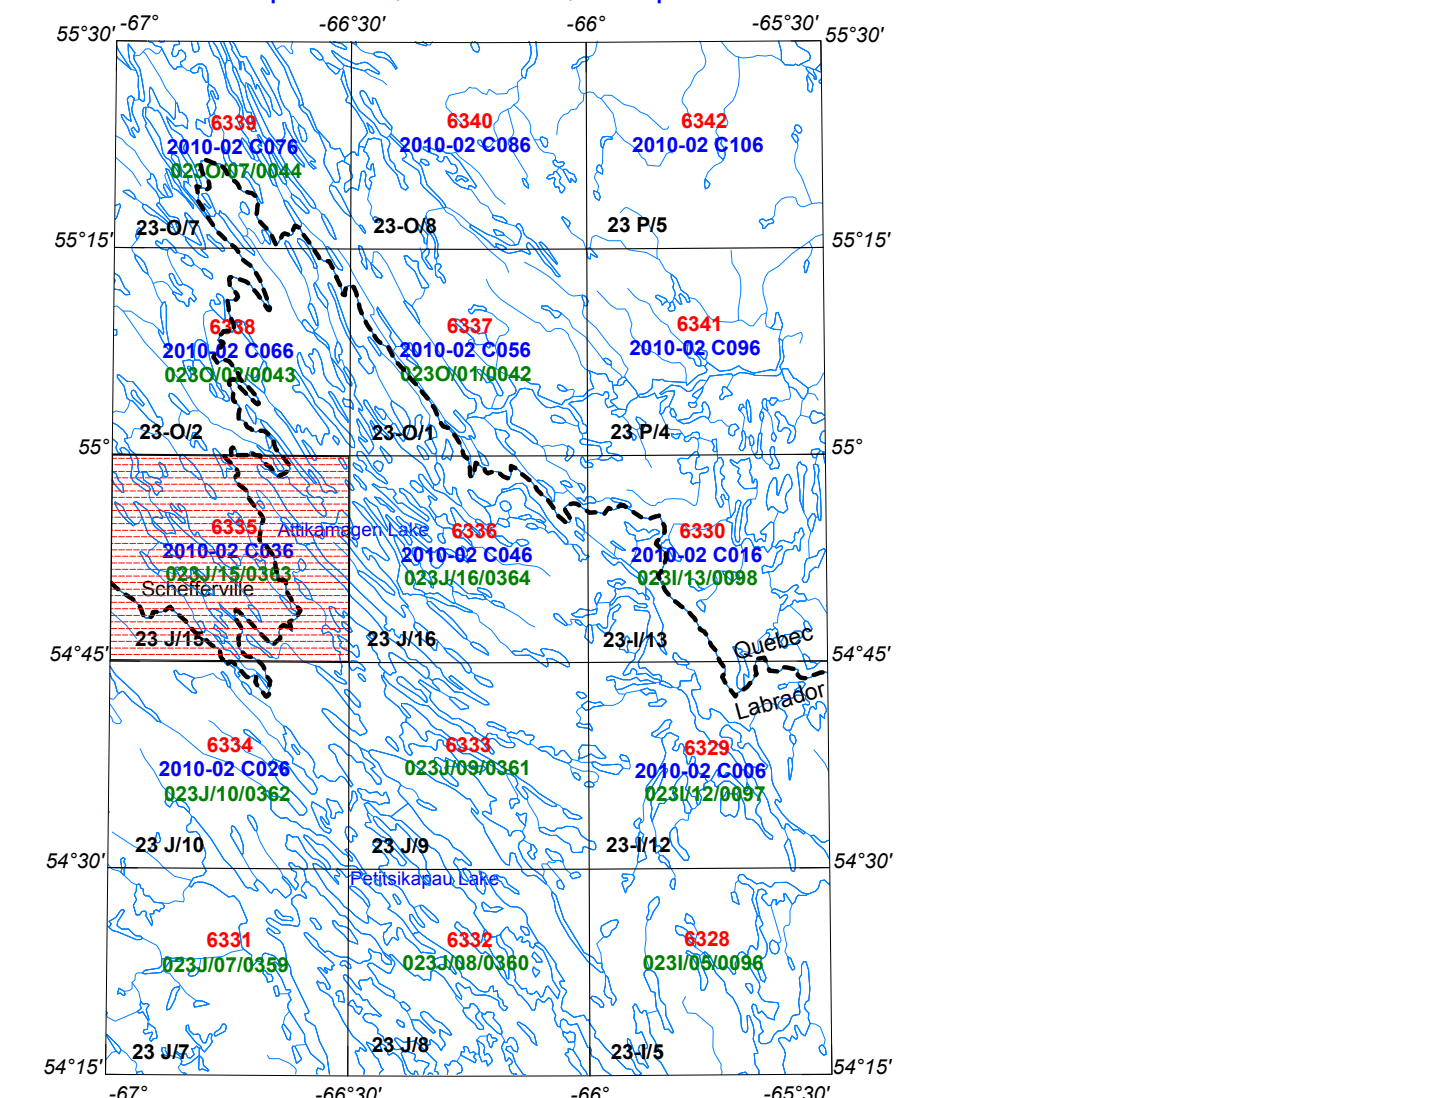 -67° -66°30' -66° -65°30'
55°30' 55°30'
6339 6340 6342
2010-02 C076 2010-02 C086 2010-02 C106
023O/07/0044
23-O/7 23-O/8 23 P/5
55°15' 55°15'
6338 6337 6341
2010-02 C066 2010-02 C056 2010-02 C096
023O/02/0043 023O/01/0042
23-O/2 23-O/1 23 P/4
55° 55°
6335 Attikamagen Lake 6336 6330
2010-02 C036 2010-02 C046 2010-02 C016
023J/15/0363 023J/16/0364 023I/13/0098
Schefferville
23 J/15 23 J/16 23-I/13
Quebec
54°45' 54°45'
Labrador
6334 6333 6329
2010-02 C026 023J/09/0361 2010-02 C006
023J/10/0362 023I/12/0097
23 J/10 23 J/9 23-I/12
54°30' 54°30'
Petitsikapau Lake
6331 6332 6328
023J/07/0359 023J/08/0360 023I/05/0096
23 J/7 23 J/8 23-I/5
54°15' 54°15'
-67° -66°30' -66° -65°30'